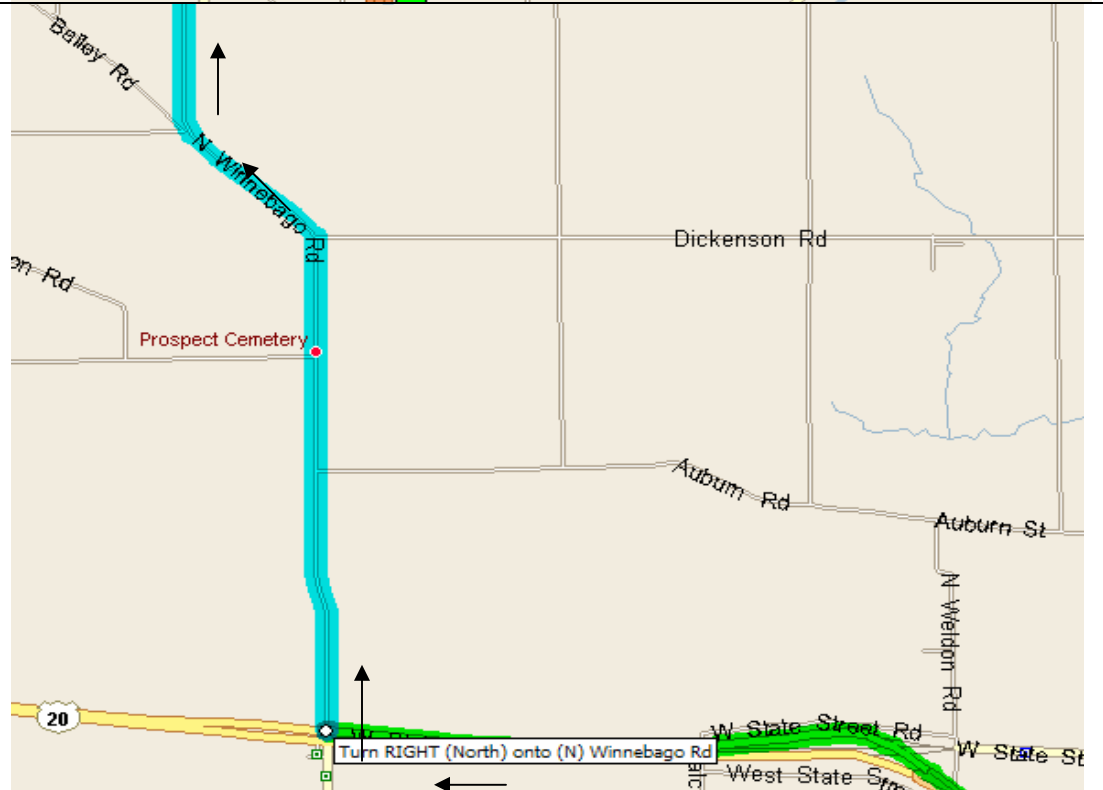 Bailey Rd
N Winnebago Rd
Dickenson Rd
on Rd
Prospect Cemetery
Auburn Rd
Auburn St
N Weldon Rd
20
W State Street Rd
Turn RIGHT (North) onto (N) Winnebago Rd
W State St
West State